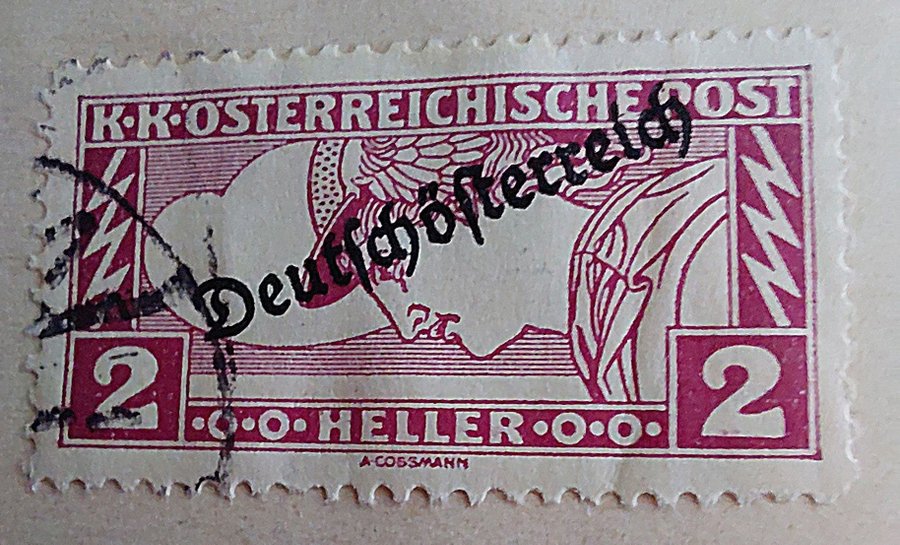 K·K·ÖSTERREICHISCHE POST
Deutschösterreich
2 ·O·O· HELLER ·O·O· 2
A·COSSMANN